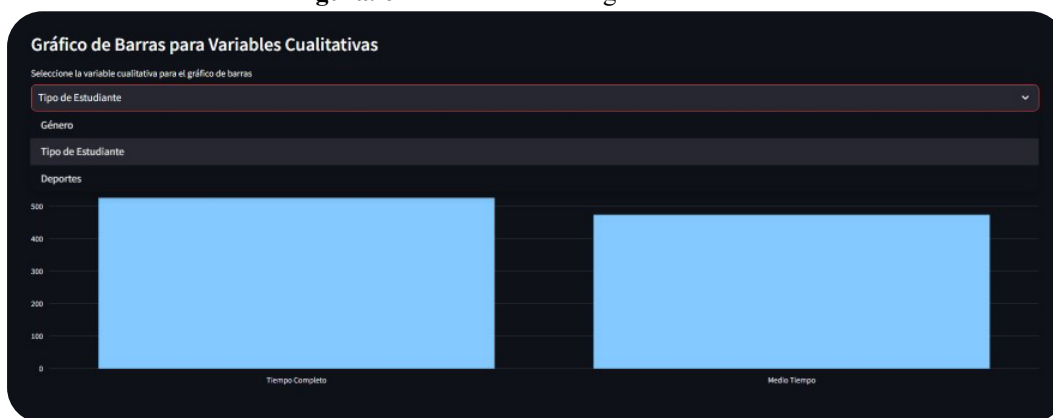 Gráfico de Barras para Variables Cualitativas
Seleccione la variable cualitativa para el gráfico de barras
Tipo de Estudiante
Género
Tipo de Estudiante
Deportes
500
400
300
200
100
0
Tiempo Completo Medio Tiempo